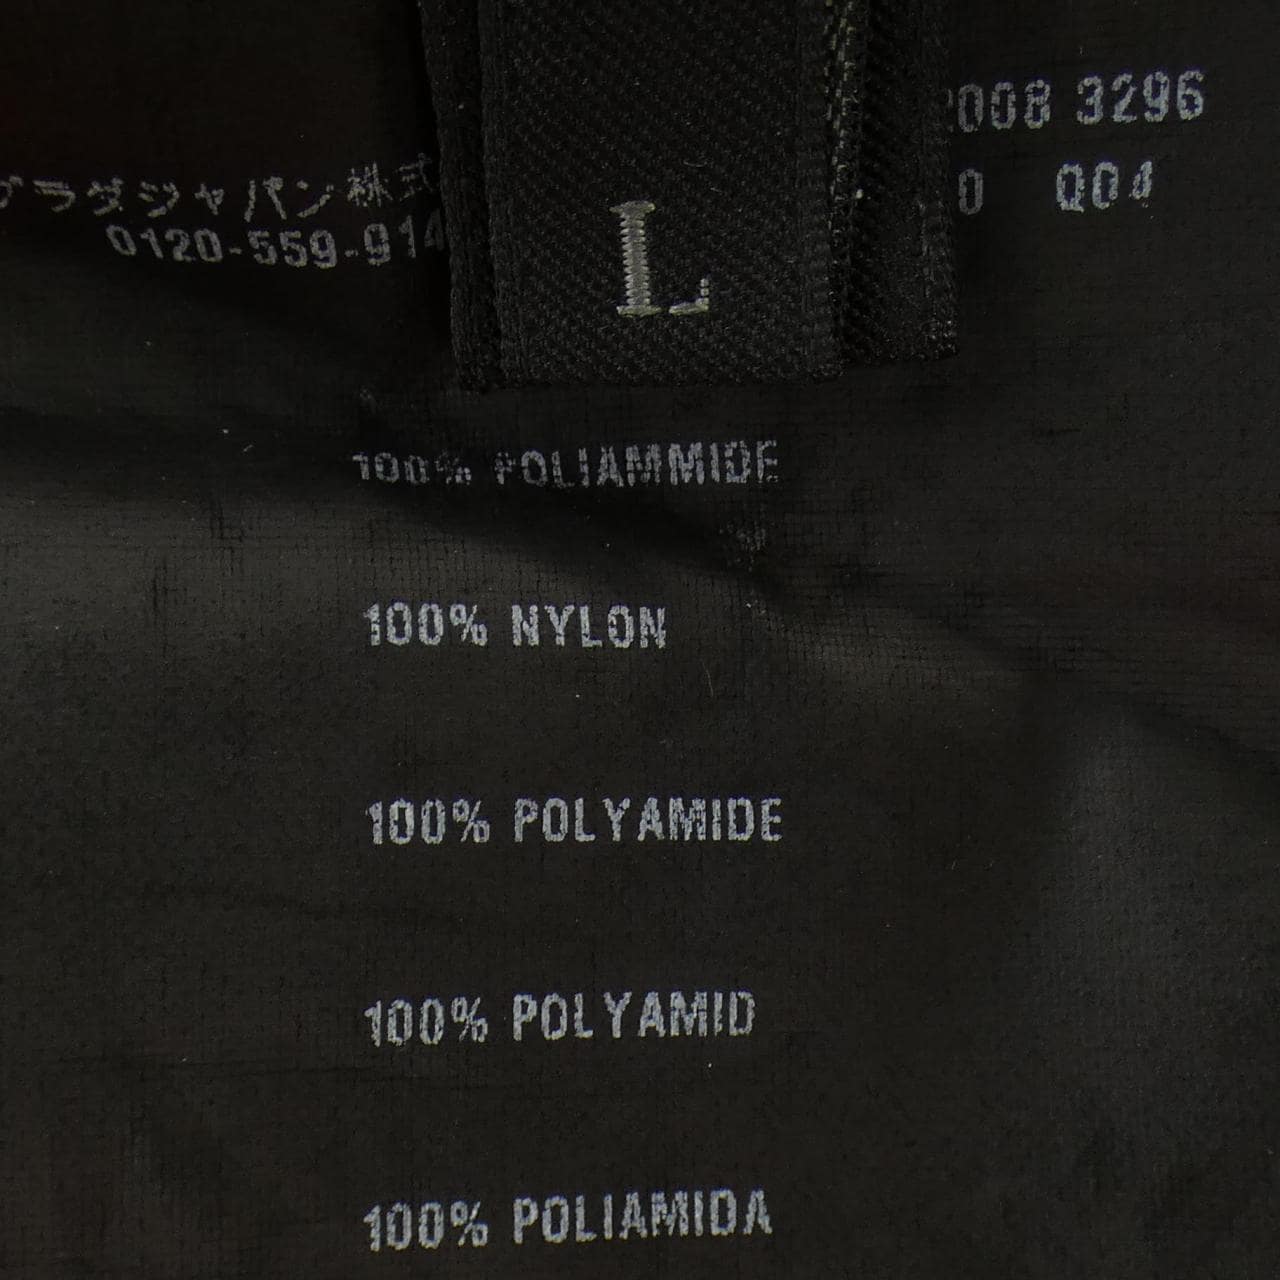 プラダジャパン株式
0120-559-914
L
008 3296
0 Q04
100% POLIAMMIDE
100% NYLON
100% POLYAMIDE
100% POLYAMID
100% POLIAMIDA